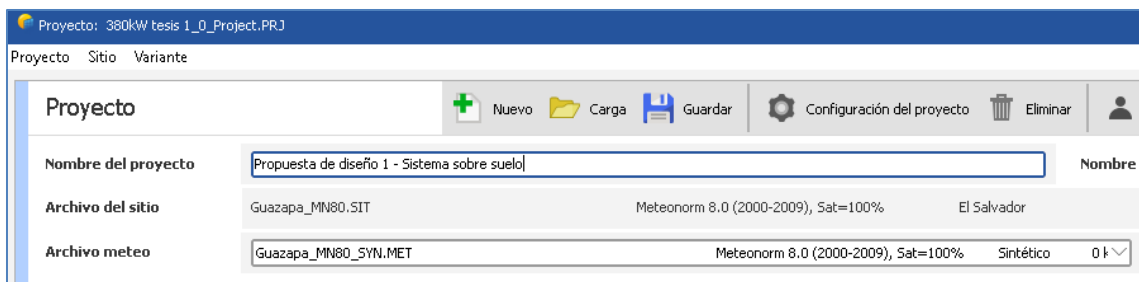 Proyecto: 380kW tesis 1_0_Project.PRJ
Proyecto Sitio Variante
Proyecto Nuevo Carga Guardar Configuración del proyecto Eliminar
Nombre del proyecto Propuesta de diseño 1 - Sistema sobre suelo Nombre
Archivo del sitio Guazapa_MN80.SIT Meteonorm 8.0 (2000-2009), Sat=100% El Salvador
Archivo meteo Guazapa_MN80_SYN.MET Meteonorm 8.0 (2000-2009), Sat=100% Sintético 0 k